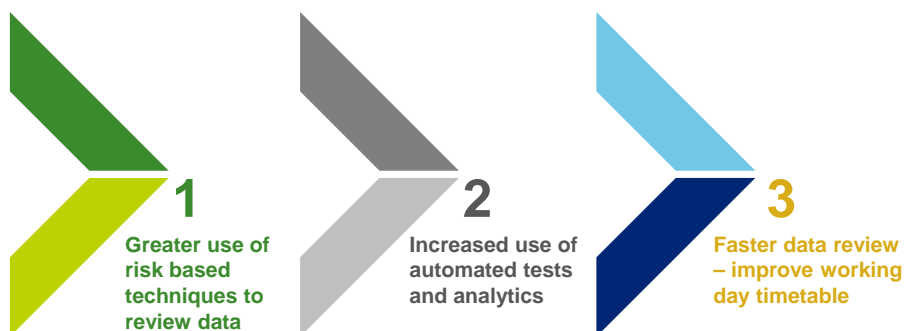 1
Greater use of
risk based
techniques to
review data
2
Increased use of
automated tests
and analytics
3
Faster data review
– improve working
day timetable